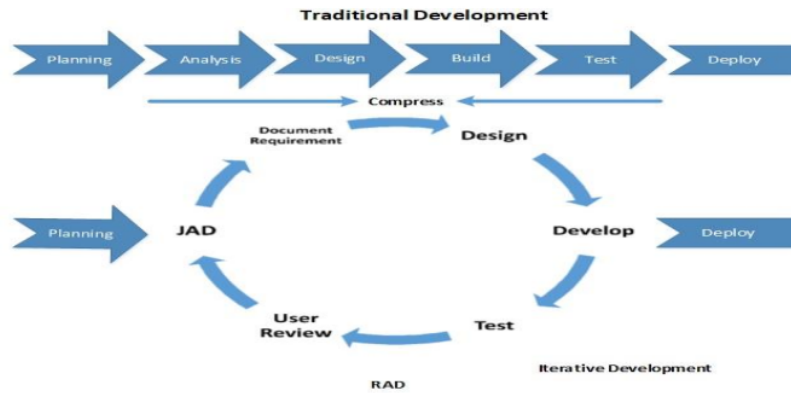 Traditional Development
Planning
Analysis
Design
Build
Test
Deploy
Compress
Document
Requirement
Design
Planning
JAD
Develop
Deploy
User
Review
Test
Iterative Development
RAD